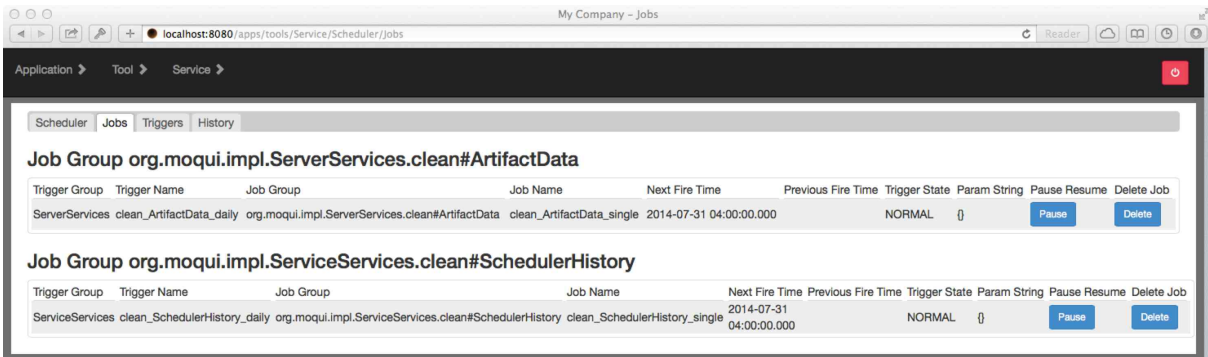 My Company – Jobs
localhost:8080/apps/tools/Service/Scheduler/Jobs
Reader
Application Tool Service
Scheduler Jobs Triggers History
Job Group org.moqui.impl.ServerServices.clean#ArtifactData
Trigger Group Trigger Name Job Group Job Name Next Fire Time Previous Fire Time Trigger State Param String Pause Resume Delete Job
ServerServices clean_ArtifactData_daily org.moqui.impl.ServerServices.clean#ArtifactData clean_ArtifactData_single 2014-07-31 04:00:00.000 NORMAL {} Pause Delete
Job Group org.moqui.impl.ServiceServices.clean#SchedulerHistory
Trigger Group Trigger Name Job Group Job Name Next Fire Time Previous Fire Time Trigger State Param String Pause Resume Delete Job
ServiceServices clean_SchedulerHistory_daily org.moqui.impl.ServiceServices.clean#SchedulerHistory clean_SchedulerHistory_single 2014-07-31
04:00:00.000 NORMAL {} Pause Delete